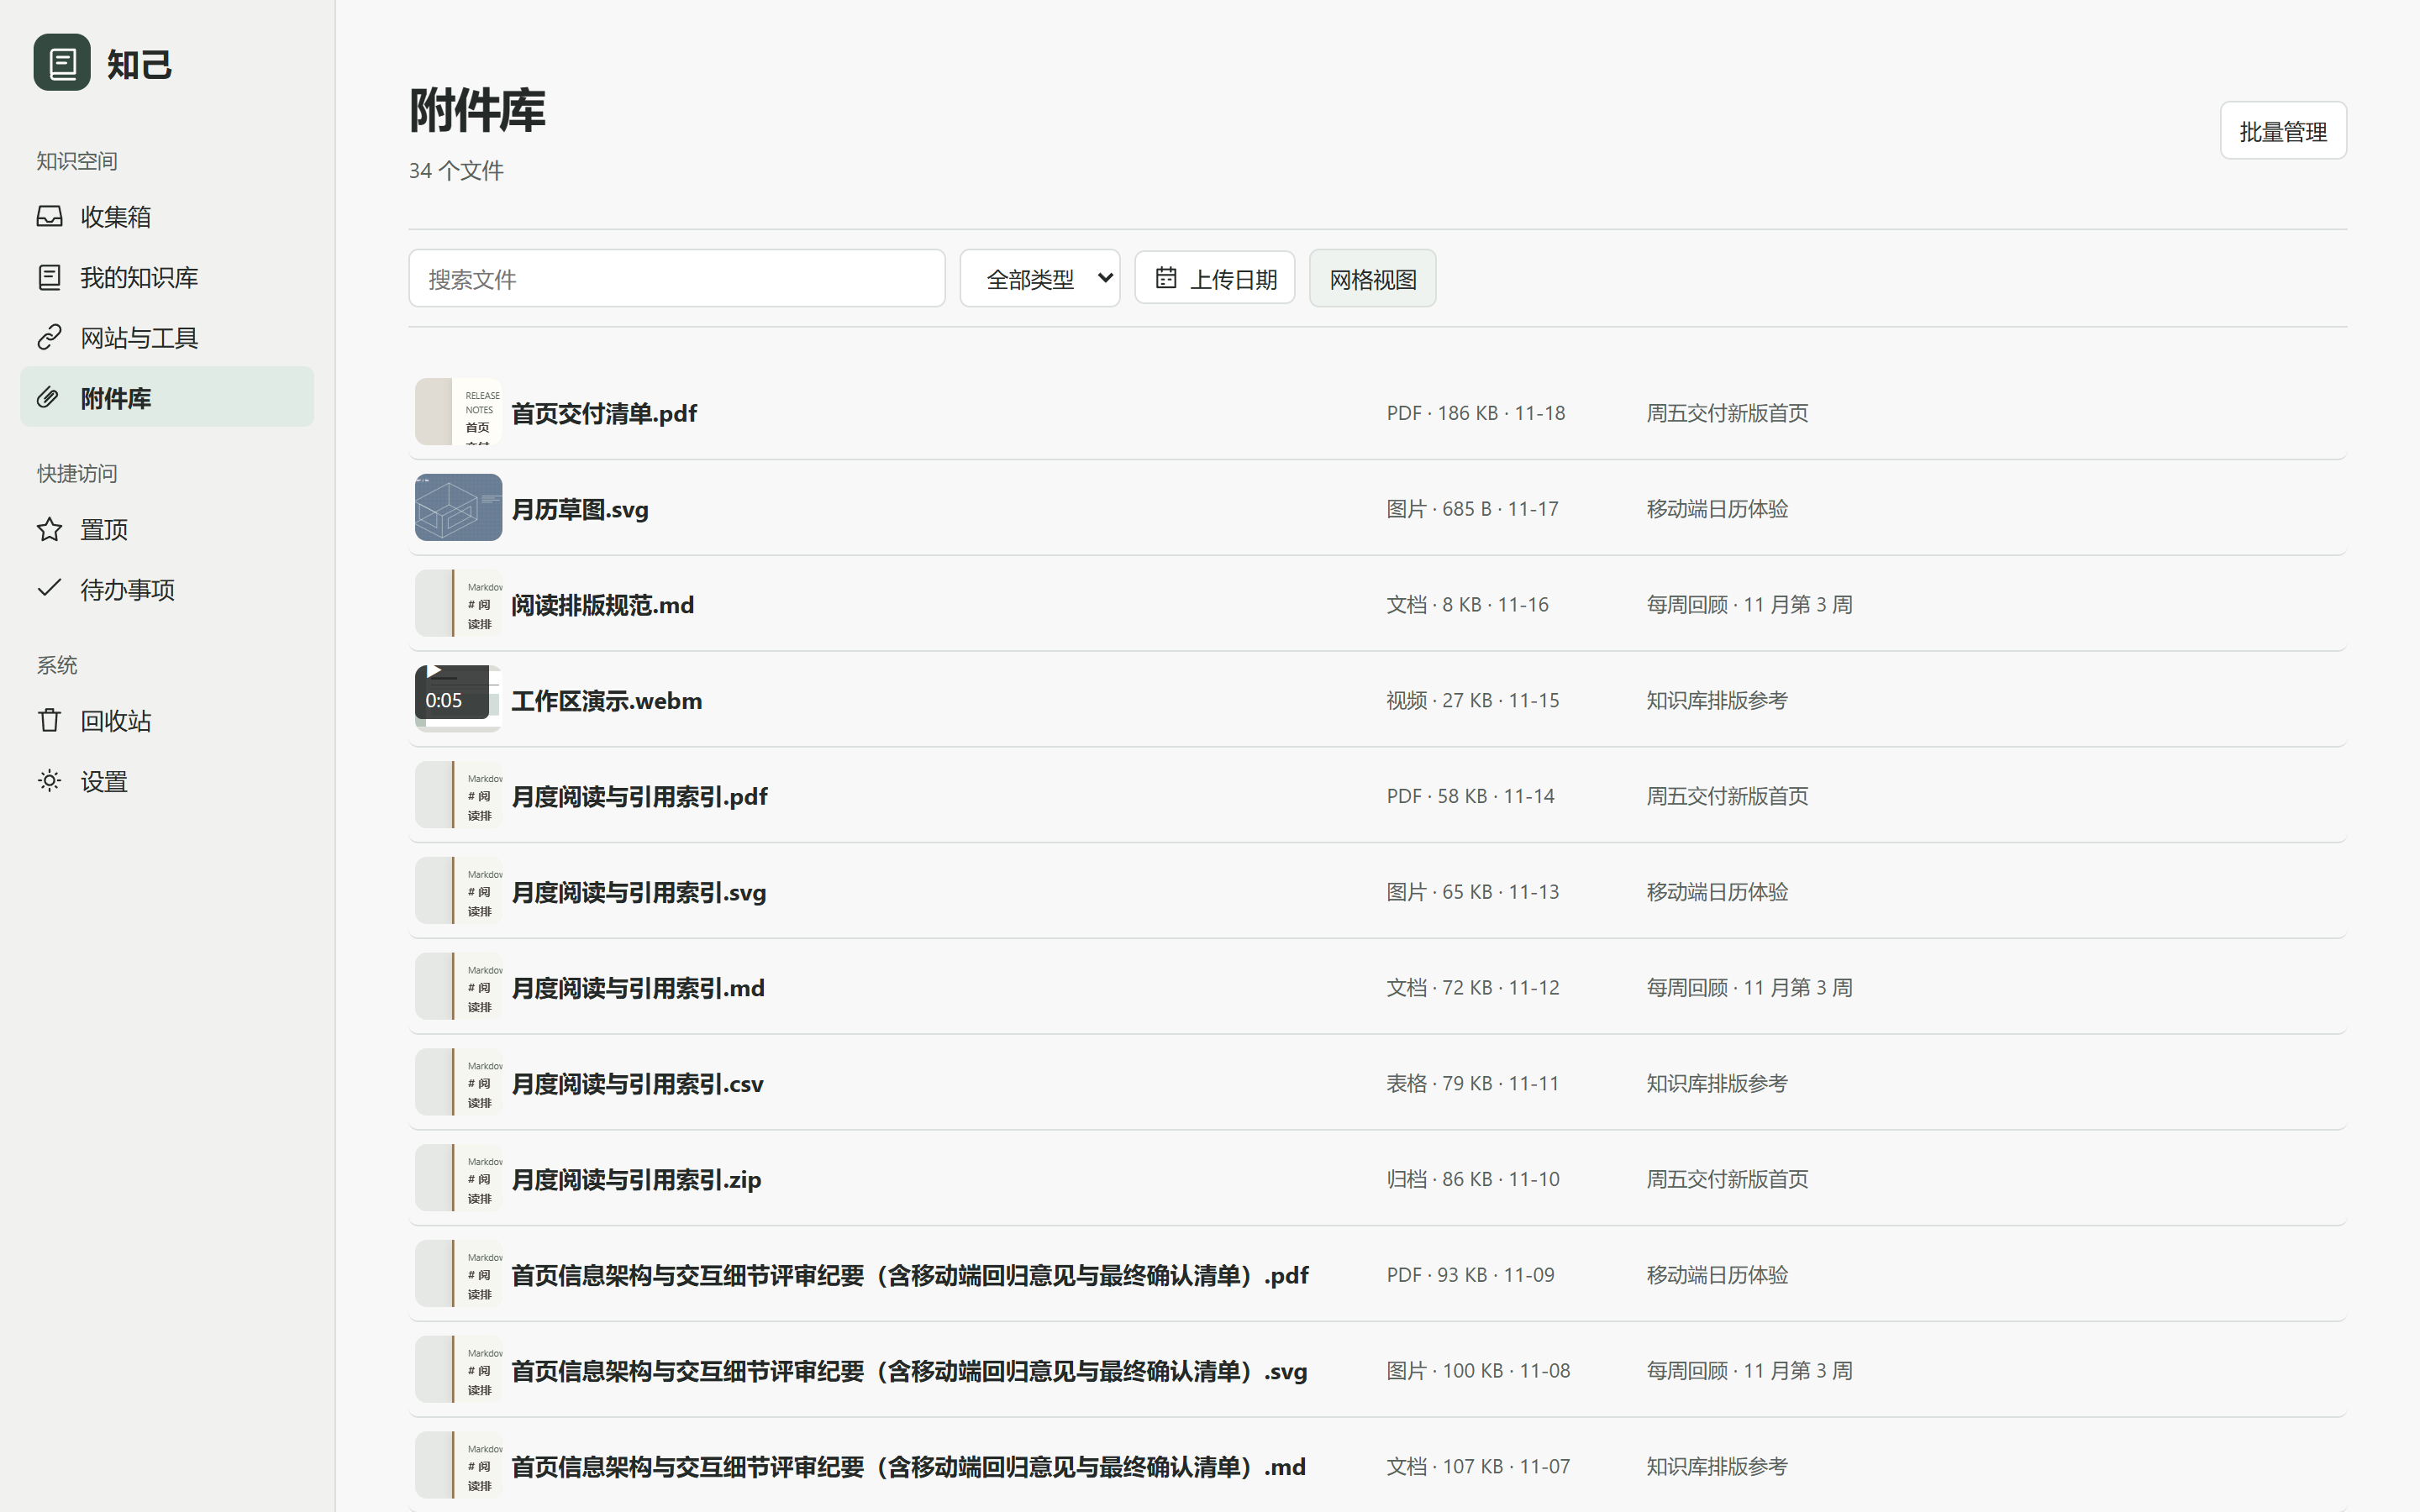 知己
知识空间
收集箱
我的知识库
网站与工具
附件库
快捷访问
置顶
待办事项
系统
回收站
设置
附件库
34 个文件
批量管理
搜索文件
全部类型
上传日期
网格视图
RELEASE
NOTES
首页
首页交付清单.pdf
PDF · 186 KB · 11-18
周五交付新版首页
月历草图.svg
图片 · 685 B · 11-17
移动端日历体验
Markdow
# 阅
读排
阅读排版规范.md
文档 · 8 KB · 11-16
每周回顾 · 11 月第 3 周
0:05
工作区演示.webm
视频 · 27 KB · 11-15
知识库排版参考
Markdow
# 阅
读排
月度阅读与引用索引.pdf
PDF · 58 KB · 11-14
周五交付新版首页
Markdow
# 阅
读排
月度阅读与引用索引.svg
图片 · 65 KB · 11-13
移动端日历体验
Markdow
# 阅
读排
月度阅读与引用索引.md
文档 · 72 KB · 11-12
每周回顾 · 11 月第 3 周
Markdow
# 阅
读排
月度阅读与引用索引.csv
表格 · 79 KB · 11-11
知识库排版参考
Markdow
# 阅
读排
月度阅读与引用索引.zip
归档 · 86 KB · 11-10
周五交付新版首页
Markdow
# 阅
读排
首页信息架构与交互细节评审纪要（含移动端回归意见与最终确认清单）.pdf
PDF · 93 KB · 11-09
移动端日历体验
Markdow
# 阅
读排
首页信息架构与交互细节评审纪要（含移动端回归意见与最终确认清单）.svg
图片 · 100 KB · 11-08
每周回顾 · 11 月第 3 周
Markdow
# 阅
读排
首页信息架构与交互细节评审纪要（含移动端回归意见与最终确认清单）.md
文档 · 107 KB · 11-07
知识库排版参考